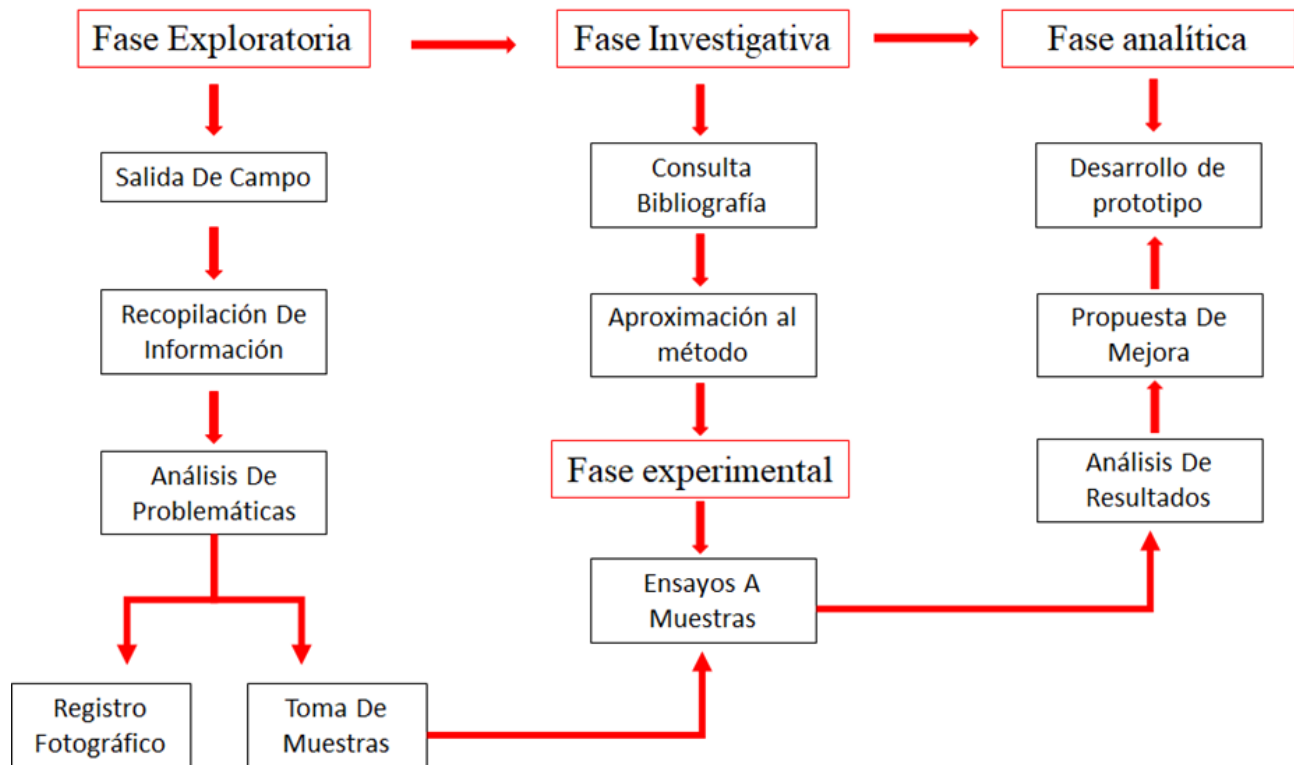 Fase Exploratoria
Salida De Campo
Recopilación De
Información
Análisis De
Problemáticas
Registro
Fotográfico
Toma De
Muestras
Fase Investigativa
Consulta
Bibliografía
Aproximación al
método
Fase experimental
Ensayos A
Muestras
Fase analítica
Desarrollo de
prototipo
Propuesta De
Mejora
Análisis De
Resultados